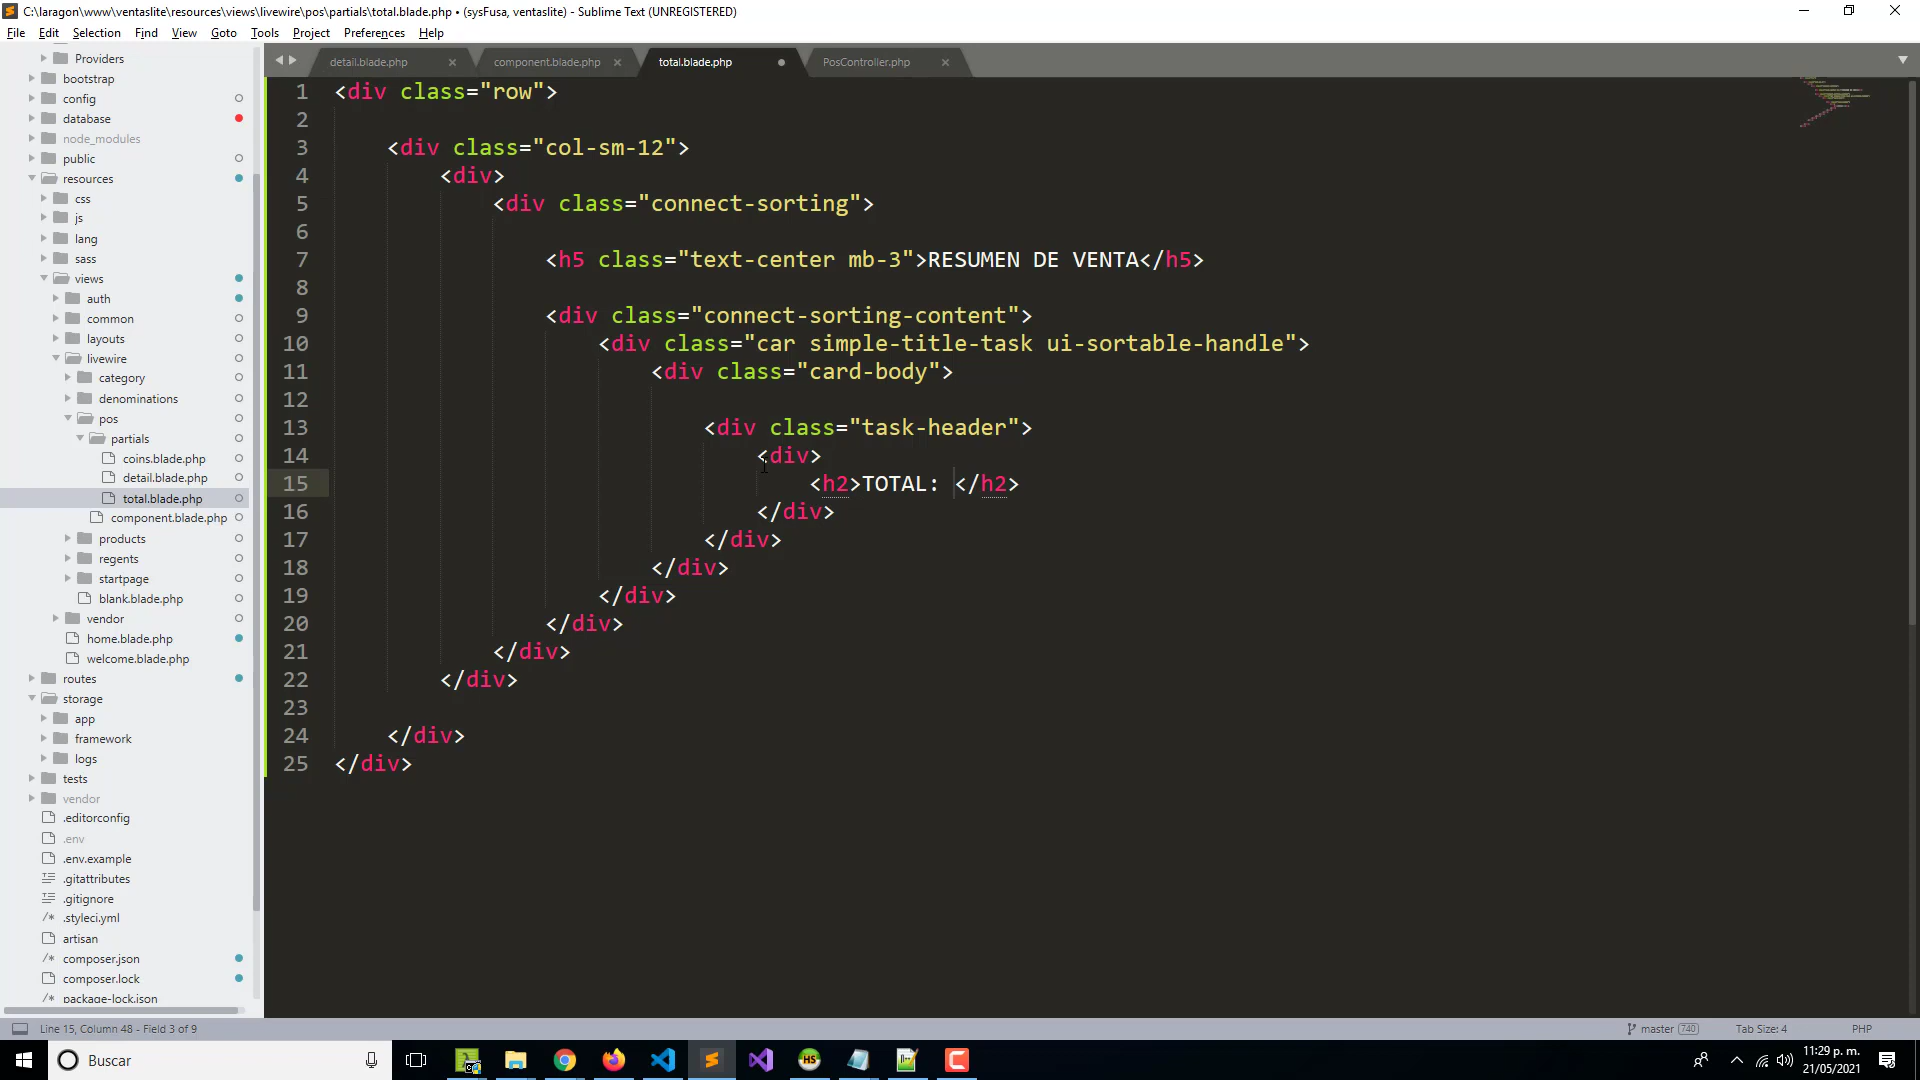 C:\laragon\www\ventaslite\resources\views\livewire\pos\partials\total.blade.php • (sysFusa, ventaslite) - Sublime Text (UNREGISTERED)
File Edit Selection Find View Goto Tools Project Preferences Help
detail.blade.php component.blade.php total.blade.php PosController.php
Providers
bootstrap
config
database
node_modules
public
resources
css
js
lang
sass
views
auth
common
layouts
livewire
category
denominations
pos
partials
coins.blade.php
detail.blade.php
total.blade.php
component.blade.php
products
regents
startpage
blank.blade.php
vendor
home.blade.php
welcome.blade.php
routes
storage
app
framework
logs
tests
vendor
.editorconfig
.env
.env.example
.gitattributes
.gitignore
.styleci.yml
artisan
composer.json
composer.lock
package-lock.json
1 <div class="row">
2
3 <div class="col-sm-12">
4 <div>
5 <div class="connect-sorting">
6
7 <h5 class="text-center mb-3">RESUMEN DE VENTA</h5>
8
9 <div class="connect-sorting-content">
10 <div class="car simple-title-task ui-sortable-handle">
11 <div class="card-body">
12
13 <div class="task-header">
14 <div>
15 <h2>TOTAL: </h2>
16 </div>
17 </div>
18 </div>
19 </div>
20 </div>
21 </div>
22 </div>
23
24 </div>
25 </div>
Line 15, Column 48 - Field 3 of 9 master 740 Tab Size: 4 PHP
Buscar
11:29 p. m.
21/05/2021